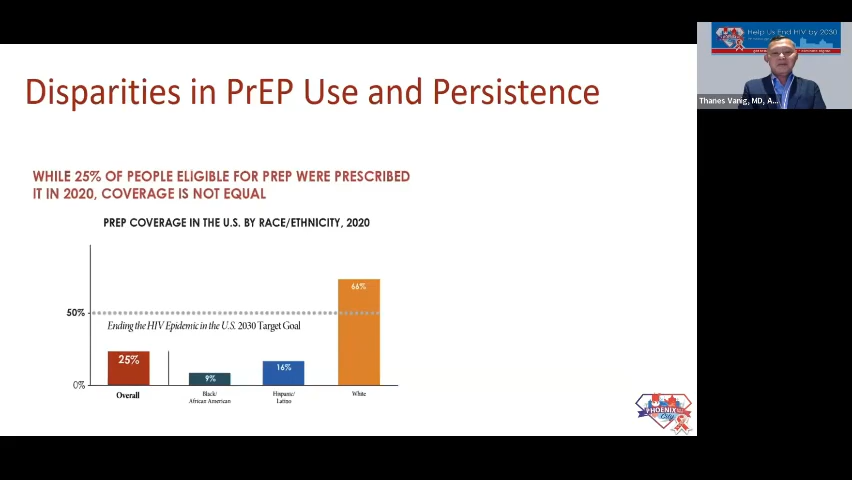 Disparities in PrEP Use and Persistence
WHILE 25% OF PEOPLE ELIGIBLE FOR PREP WERE PRESCRIBED
IT IN 2020, COVERAGE IS NOT EQUAL
PREP COVERAGE IN THE U.S. BY RACE/ETHNICITY, 2020
66%
50%
Ending the HIV Epidemic in the U.S. 2030 Target Goal
25%
16%
9%
0%
Overall
Black/
African American
Hispanic/
Latino
White
PHOENIX
City
Help Us End HIV by 2030
Thanes Vanig, MD, A...